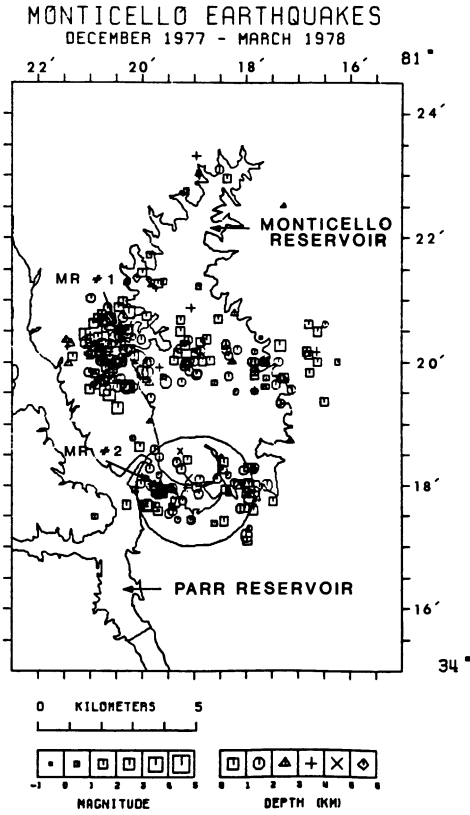 MONTICELLO EARTHQUAKES
DECEMBER 1977 - MARCH 1978
81°
22´ 20´ 18´ 16´
24´
MONTICELLO
RESERVOIR
22´
MR #1
20´
MR #2
18´
PARR RESERVOIR
16´
34°
0 KILOMETERS 5
-1 0 1 2 3 4 5
MAGNITUDE
0 1 2 3 4 5 6
DEPTH (KM)